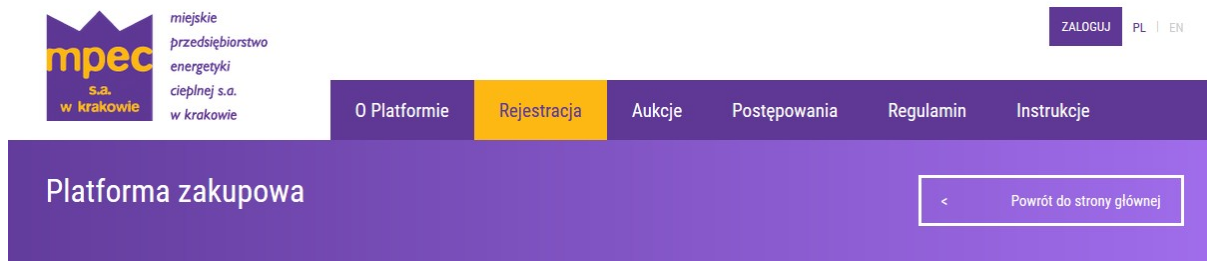 mpec
s.a.
w krakowie
miejskie
przedsiębiorstwo
energetyki
cieplnej s.a.
w krakowie
ZALOGUJ PL | EN
O Platformie Rejestracja Aukcje Postępowania Regulamin Instrukcje
Platforma zakupowa
< Powrót do strony głównej